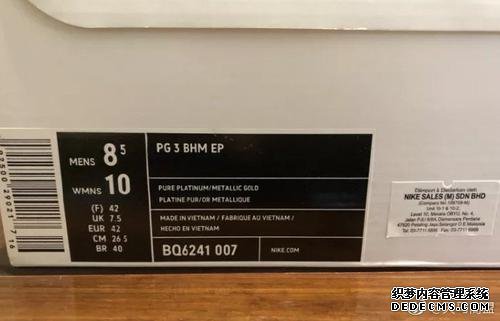 MENS 8.5
WMNS 10
(F) 42
UK 7.5
EUR 42
CM 26.5
BR 40
PG 3 BHM EP
PURE PLATINUM/METALLIC GOLD
PLATINE PUR/OR METALLIQUE
MADE IN VIETNAM / FABRIQUE AU VIETNAM /
HECHO EN VIETNAM
BQ6241 007
NIKE.COM
NIKE SALES (M) SDN BHD
织梦内容管理系统
DEDECMS.COM